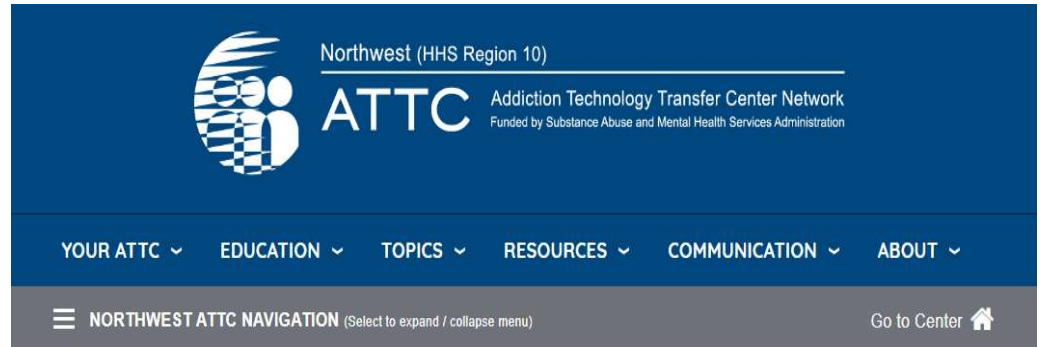 Northwest (HHS Region 10)
ATTC Addiction Technology Transfer Center Network
Funded by Substance Abuse and Mental Health Services Administration
YOUR ATTC EDUCATION TOPICS RESOURCES COMMUNICATION ABOUT
NORTHWEST ATTC NAVIGATION (Select to expand / collapse menu) Go to Center